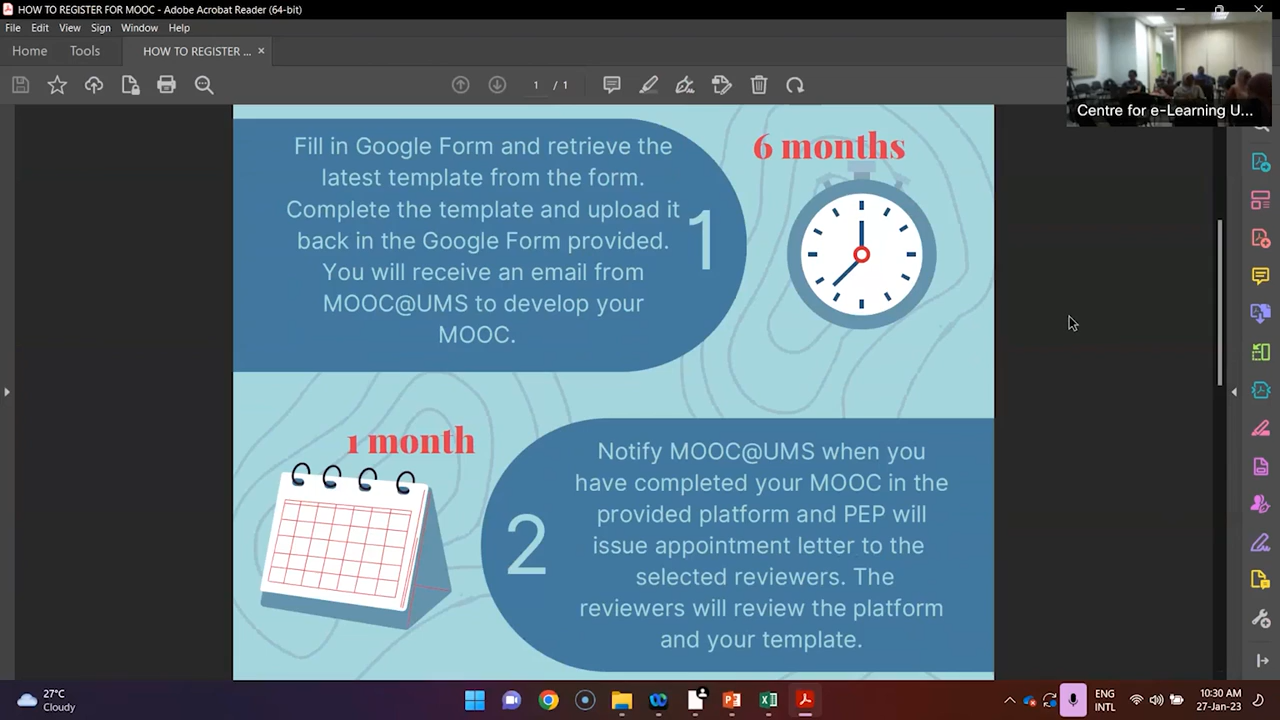 HOW TO REGISTER FOR MOOC - Adobe Acrobat Reader (64-bit)
File Edit View Sign Window Help
Home Tools HOW TO REGISTER ... ×
1 / 1
Centre for e-Learning U...
Fill in Google Form and retrieve the
latest template from the form.
Complete the template and upload it
back in the Google Form provided.
You will receive an email from
MOOC@UMS to develop your
MOOC.
1
6 months
1 month
2
Notify MOOC@UMS when you
have completed your MOOC in the
provided platform and PEP will
issue appointment letter to the
selected reviewers. The
reviewers will review the platform
and your template.
27°C
Cloudy
ENG
INTL
10:30 AM
27-Jan-23